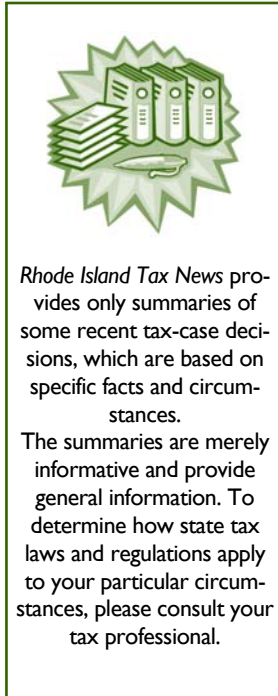 Rhode Island Tax News pro-
vides only summaries of
some recent tax-case deci-
sions, which are based on
specific facts and circum-
stances.
The summaries are merely
informative and provide
general information. To
determine how state tax
laws and regulations apply
to your particular circum-
stances, please consult your
tax professional.